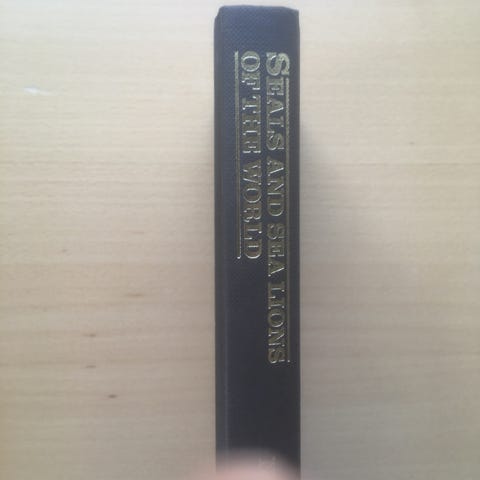 SEALS AND SEA LIONS
OF THE WORLD